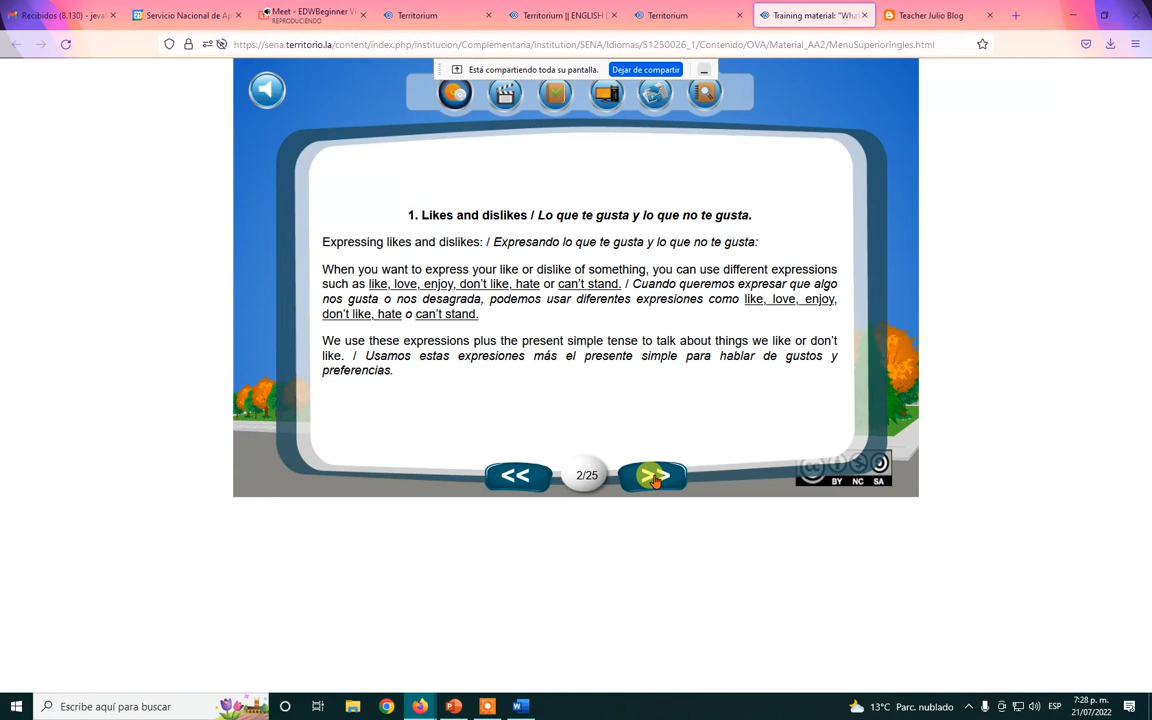 Recibidos (8.130) - jeva
Servicio Nacional de Ap
Meet - EDWBeginner V
REPRODUCIENDO
Territorium
Territorium || ENGLISH
Territorium
Training material: "Wha
Teacher Julio Blog
https://sena.territorio.la/content/index.php/institucion/Complementaria/institution/SENA/Idiomas/51250026_1/Contenido/OVA/Material_AA2/MenuSuperiorIngles.html
Está compartiendo toda su pantalla.
Dejar de compartir
1. Likes and dislikes / Lo que te gusta y lo que no te gusta.
Expressing likes and dislikes: / Expresando lo que te gusta y lo que no te gusta:
When you want to express your like or dislike of something, you can use different expressions
such as like, love, enjoy, don't like, hate or can't stand. / Cuando queremos expresar que algo
nos gusta o nos desagrada, podemos usar diferentes expresiones como like, love, enjoy,
don't like, hate o can't stand.
We use these expressions plus the present simple tense to talk about things we like or don't
like. / Usamos estas expresiones más el presente simple para hablar de gustos y
preferencias.
<<
2/25
>>
cc
BY NC SA
Escribe aquí para buscar
13°C Parc. nublado
ESP
7:28 p. m.
21/07/2022